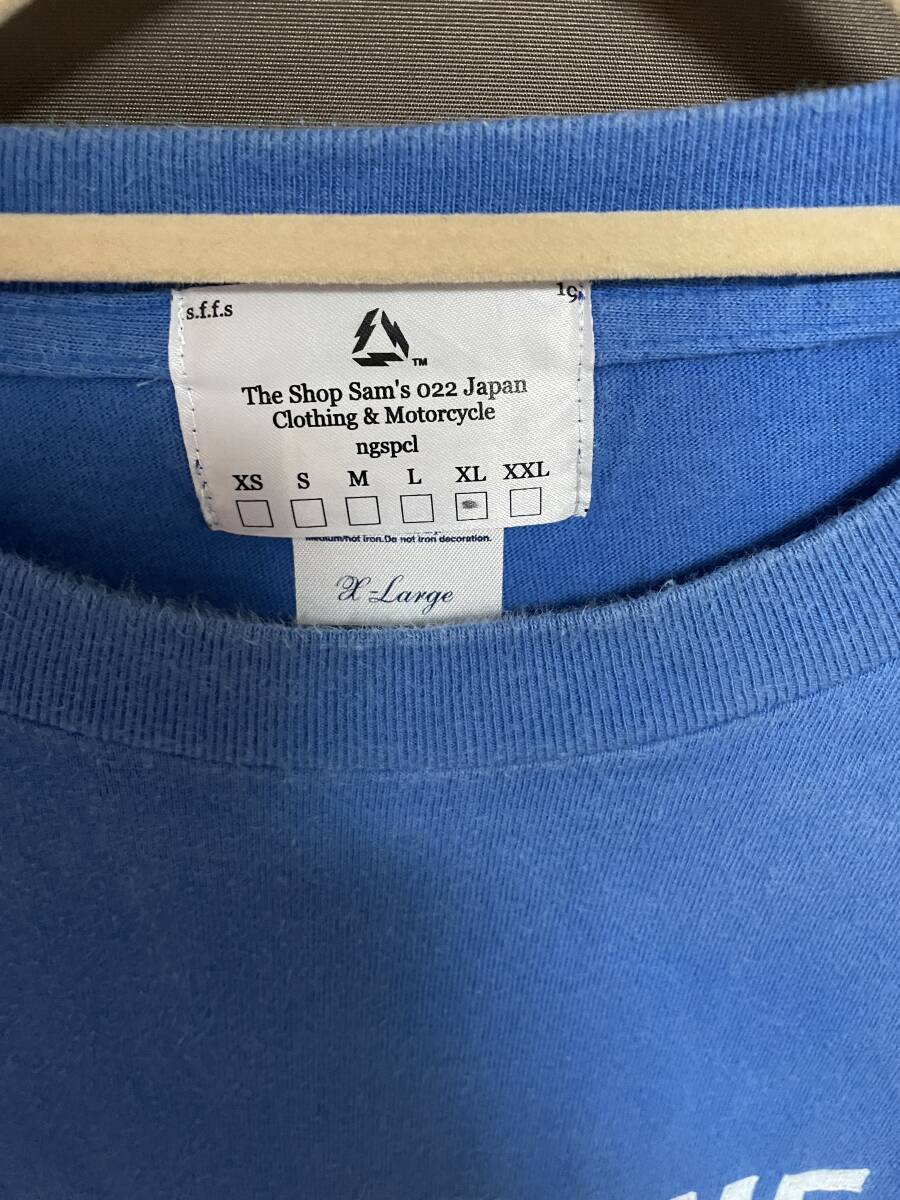 s.f.f.s
TM
The Shop Sam's 022 Japan
Clothing & Motorcycle
ngspcl
XS S M L XL XXL
Medium/hot iron.Do not iron decoration.
X-Large